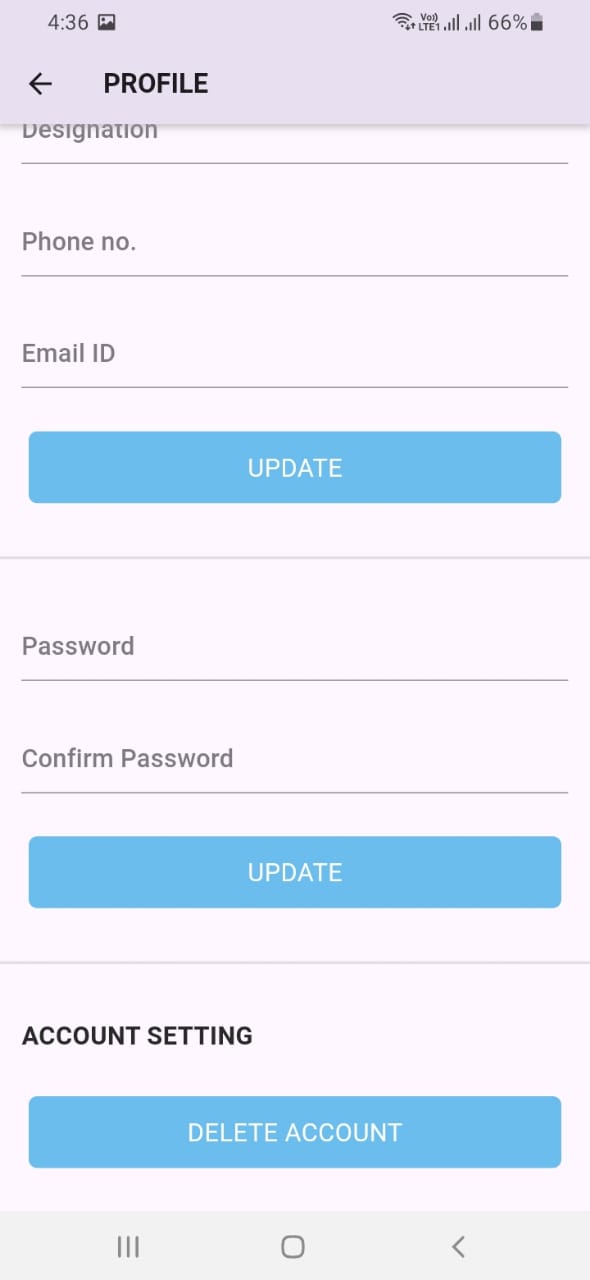 4:36
Vo)) LTE1 66%
PROFILE
Designation
Phone no.
Email ID
UPDATE
Password
Confirm Password
UPDATE
ACCOUNT SETTING
DELETE ACCOUNT